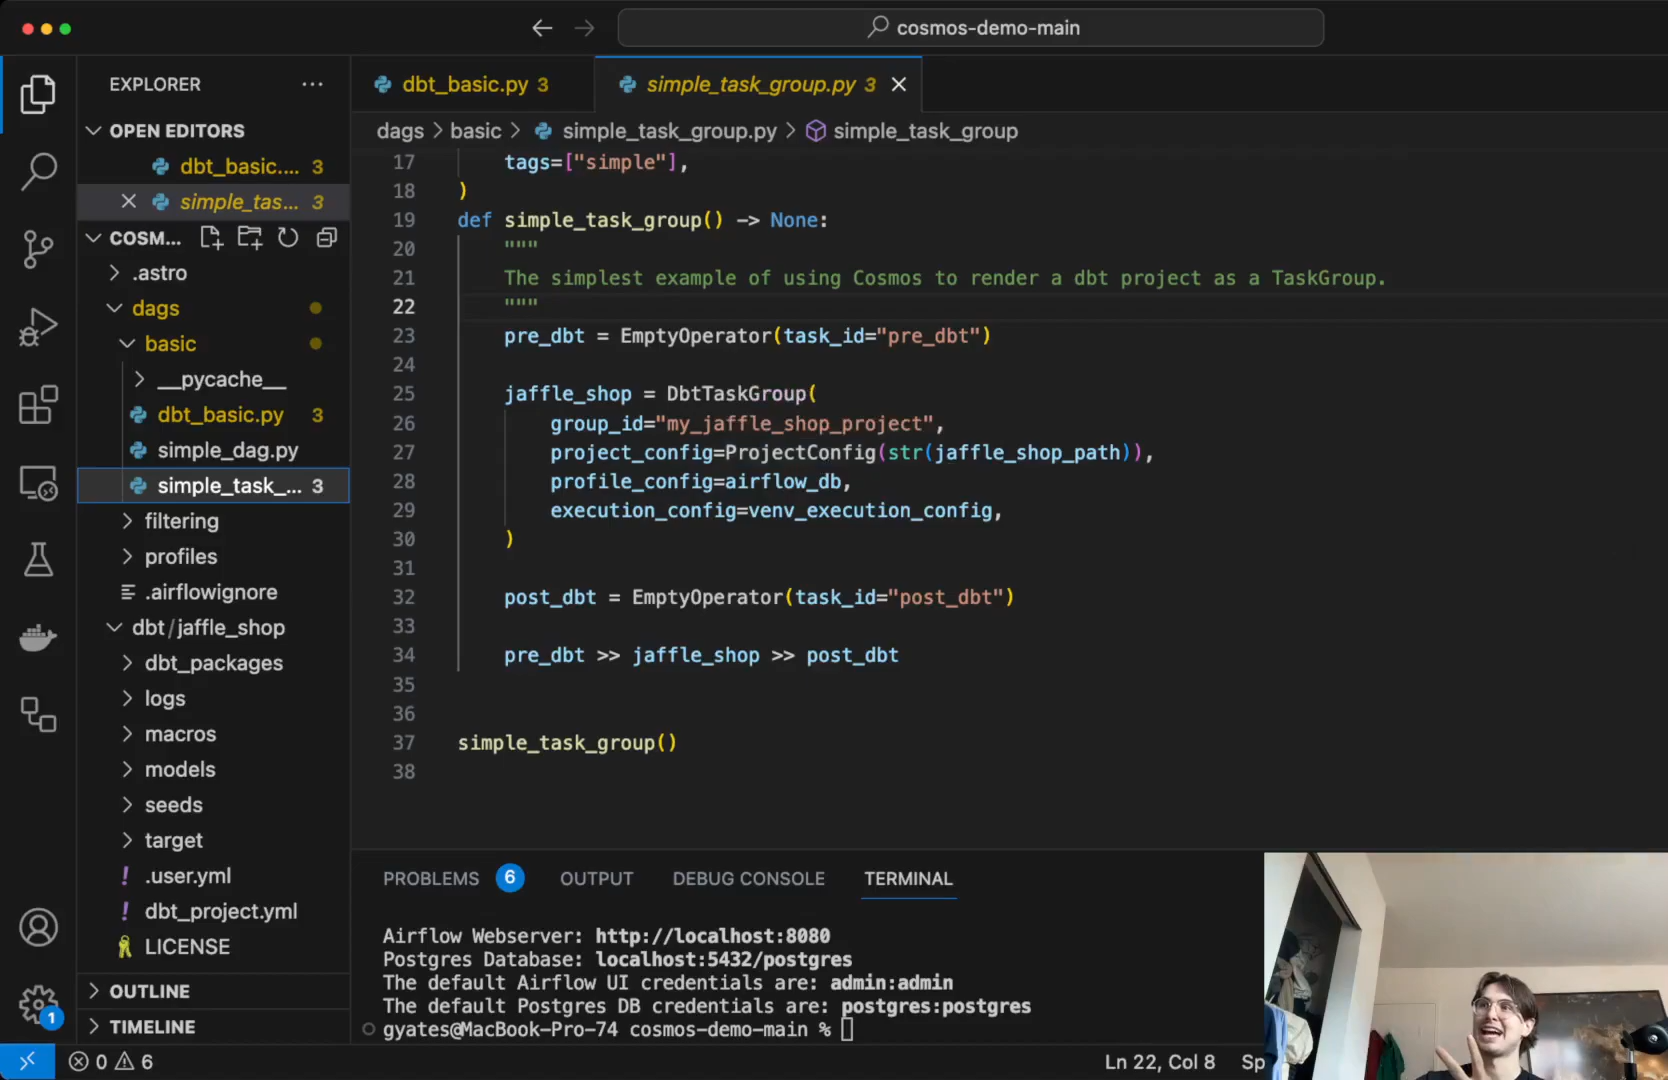 cosmos-demo-main
EXPLORER
OPEN EDITORS
dbt_basic.... 3
simple_tas... 3
COSM...
.astro
dags
basic
__pycache__
dbt_basic.py 3
simple_dag.py
simple_task_... 3
filtering
profiles
.airflowignore
dbt/jaffle_shop
dbt_packages
logs
macros
models
seeds
target
! .user.yml
! dbt_project.yml
LICENSE
OUTLINE
TIMELINE
1
dbt_basic.py 3
simple_task_group.py 3
dags > basic > simple_task_group.py > simple_task_group
17 tags=["simple"],
18 )
19 def simple_task_group() -> None:
20 """
21 The simplest example of using Cosmos to render a dbt project as a TaskGroup.
22 """
23 pre_dbt = EmptyOperator(task_id="pre_dbt")
24
25 jaffle_shop = DbtTaskGroup(
26 group_id="my_jaffle_shop_project",
27 project_config=ProjectConfig(str(jaffle_shop_path)),
28 profile_config=airflow_db,
29 execution_config=venv_execution_config,
30 )
31
32 post_dbt = EmptyOperator(task_id="post_dbt")
33
34 pre_dbt >> jaffle_shop >> post_dbt
35
36
37 simple_task_group()
38
PROBLEMS 6 OUTPUT DEBUG CONSOLE TERMINAL
Airflow Webserver: http://localhost:8080
Postgres Database: localhost:5432/postgres
The default Airflow UI credentials are: admin:admin
The default Postgres DB credentials are: postgres:postgres
gyates@MacBook-Pro-74 cosmos-demo-main %
0 6
Ln 22, Col 8 Sp